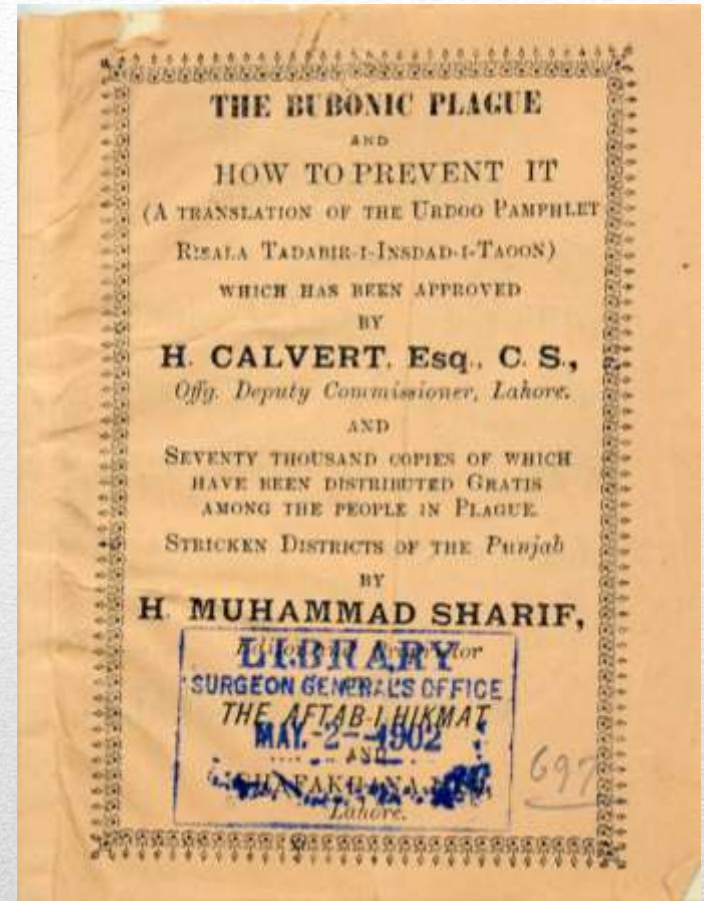 THE BUBONIC PLAGUE
AND
HOW TO PREVENT IT
(A TRANSLATION OF THE URDOO PAMPHLET
RISALA TADABIR-I-INSDAD-I-TAOON)
WHICH HAS BEEN APPROVED
BY
H. CALVERT, Esq., C. S.,
Offg. Deputy Commissioner, Lahore.
AND
SEVENTY THOUSAND COPIES OF WHICH
HAVE BEEN DISTRIBUTED GRATIS
AMONG THE PEOPLE IN PLAGUE.
STRICKEN DISTRICTS OF THE Punjab
BY
H. MUHAMMAD SHARIF,
LIBRARY
SURGEON GENERAL'S OFFICE
THE AFTAB-I-HIKMAT
MAY.-2-1902
AND
Lahore.
697